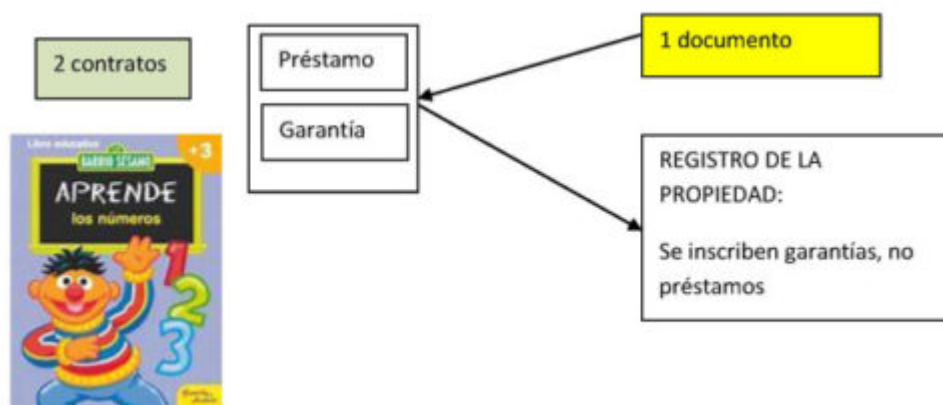 2 contratos
Préstamo
Garantía
1 documento
REGISTRO DE LA
PROPIEDAD:
Se inscriben garantías, no
préstamos
Libro educativo
+3
BARRIO SÉSAMO
APRENDE
los números
1
2
3